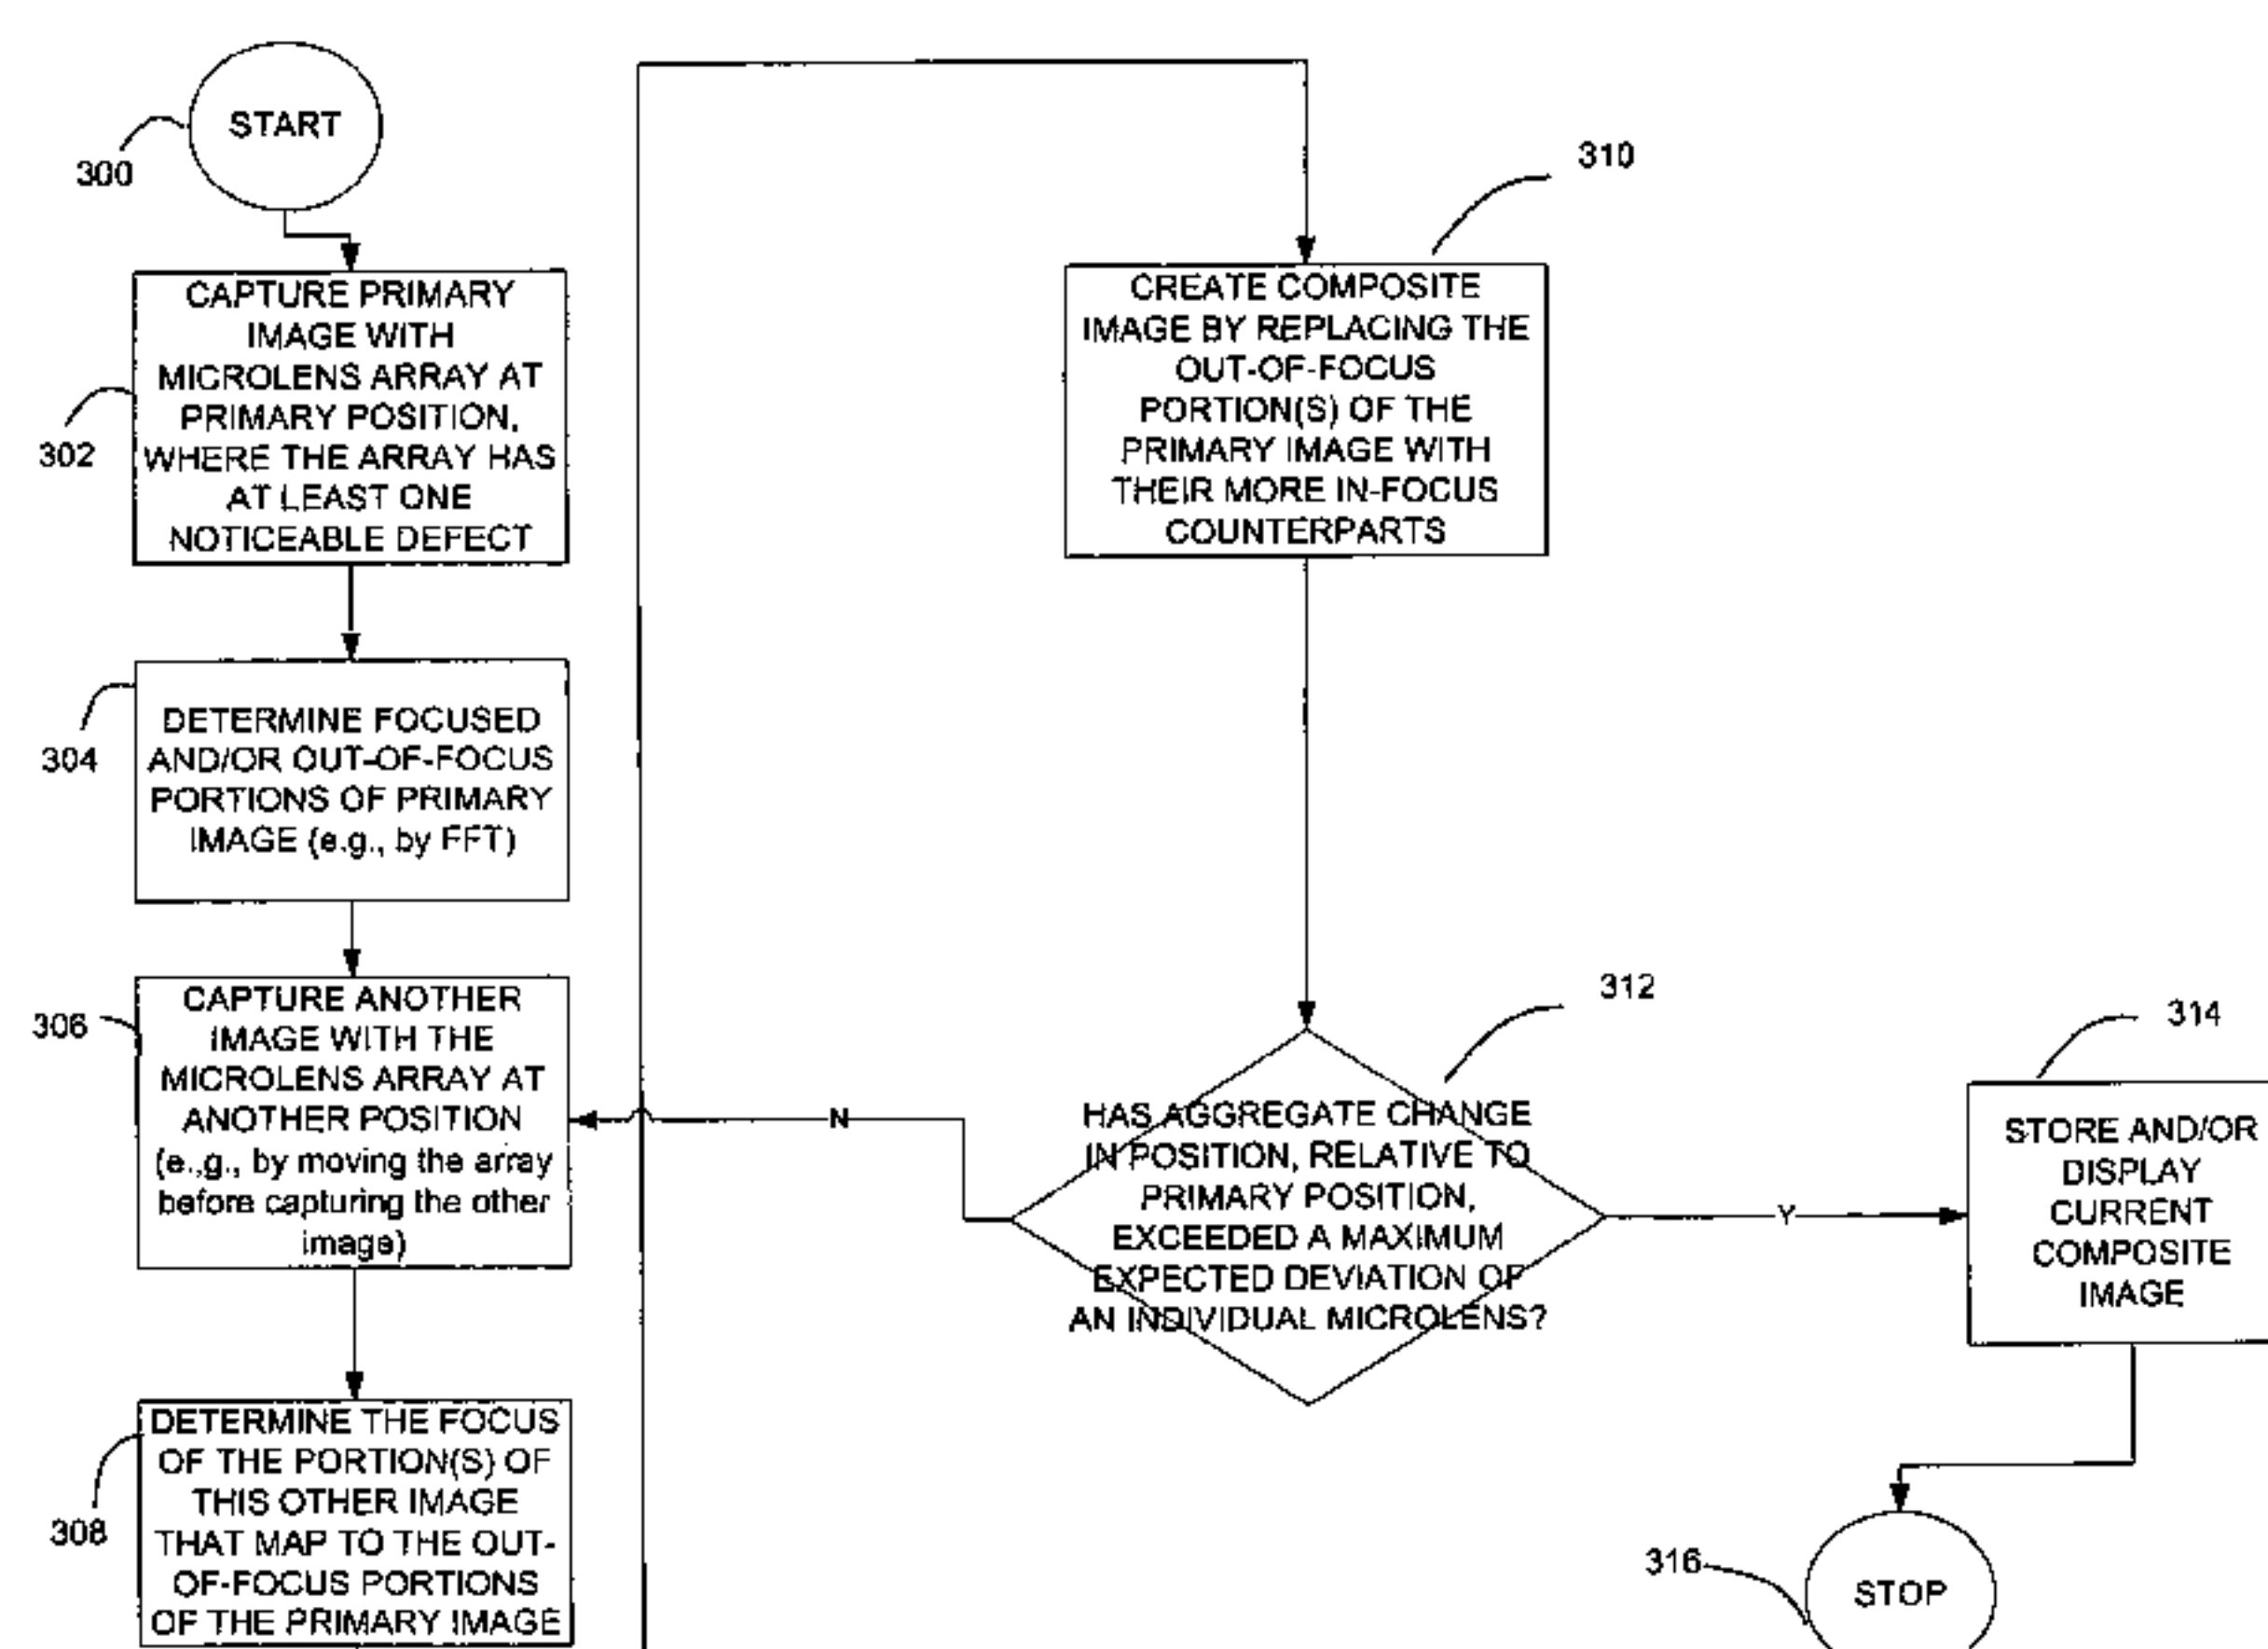 START
300
CAPTURE PRIMARY
IMAGE WITH
MICROLENS ARRAY AT
PRIMARY POSITION,
WHERE THE ARRAY HAS
AT LEAST ONE
NOTICEABLE DEFECT
302
DETERMINE FOCUSED
AND/OR OUT-OF-FOCUS
PORTIONS OF PRIMARY
IMAGE (e.g., by FFT)
304
CAPTURE ANOTHER
IMAGE WITH THE
MICROLENS ARRAY AT
ANOTHER POSITION
(e.,g., by moving the array
before capturing the other
image)
306
DETERMINE THE FOCUS
OF THE PORTION(S) OF
THIS OTHER IMAGE
THAT MAP TO THE OUT-
OF-FOCUS PORTIONS
OF THE PRIMARY IMAGE
308
310
CREATE COMPOSITE
IMAGE BY REPLACING THE
OUT-OF-FOCUS
PORTION(S) OF THE
PRIMARY IMAGE WITH
THEIR MORE IN-FOCUS
COUNTERPARTS
312
HAS AGGREGATE CHANGE
IN POSITION, RELATIVE TO
PRIMARY POSITION,
EXCEEDED A MAXIMUM
EXPECTED DEVIATION OF
AN INDIVIDUAL MICROLENS?
N
Y
314
STORE AND/OR
DISPLAY
CURRENT
COMPOSITE
IMAGE
316
STOP